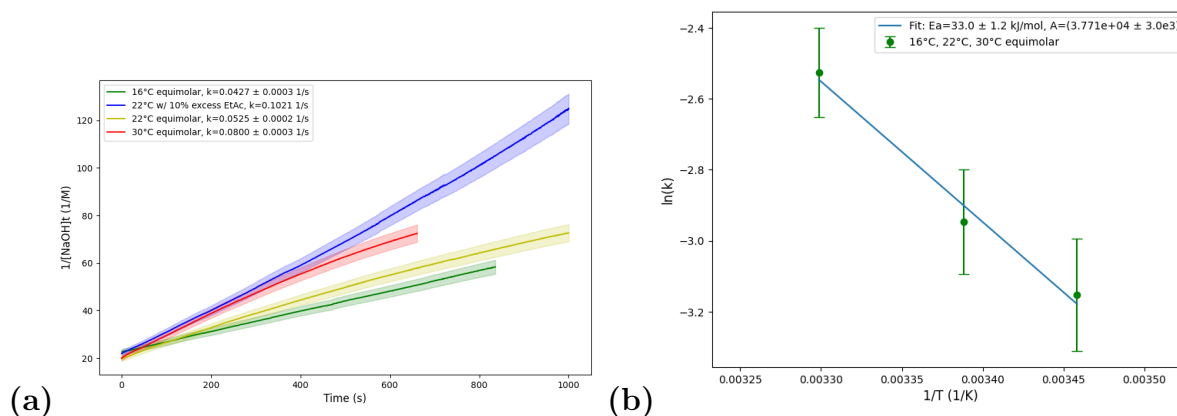 16°C equimolar, k=0.0427 ± 0.0003 1/s
22°C w/ 10% excess EtAc, k=0.1021 1/s
22°C equimolar, k=0.0525 ± 0.0002 1/s
30°C equimolar, k=0.0800 ± 0.0003 1/s
1/[NaOH]t (1/M)
120
100
80
60
40
20
0 200 400 600 800 1000
Time (s)
(a)
Fit: Ea=33.0 ± 1.2 kJ/mol, A=(3.771e+04 ± 3.0e3)
16°C, 22°C, 30°C equimolar
ln(k)
−2.4
−2.6
−2.8
−3.0
−3.2
0.00325 0.00330 0.00335 0.00340 0.00345 0.00350
1/T (1/K)
(b)